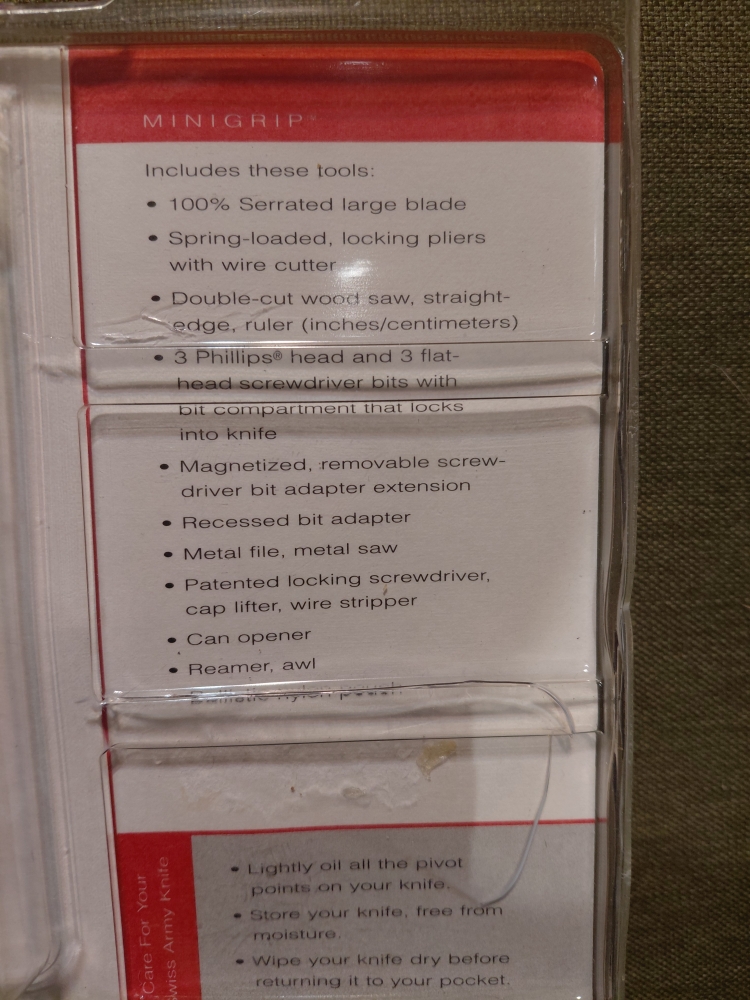 MINIGRIP
Includes these tools:
• 100% Serrated large blade
• Spring-loaded, locking pliers
with wire cutter
• Double-cut wood saw, straight-
edge, ruler (inches/centimeters)
• 3 Phillips® head and 3 flat-
head screwdriver bits with
bit compartment that locks
into knife
• Magnetized, removable screw-
driver bit adapter extension
• Recessed bit adapter
• Metal file, metal saw
• Patented locking screwdriver,
cap lifter, wire stripper
• Can opener
• Reamer, awl
Ballistic nylon pouch
Care For Your
wiss Army Knife
• Lightly oil all the pivot
points on your knife.
• Store your knife, free from
moisture.
• Wipe your knife dry before
returning it to your pocket.